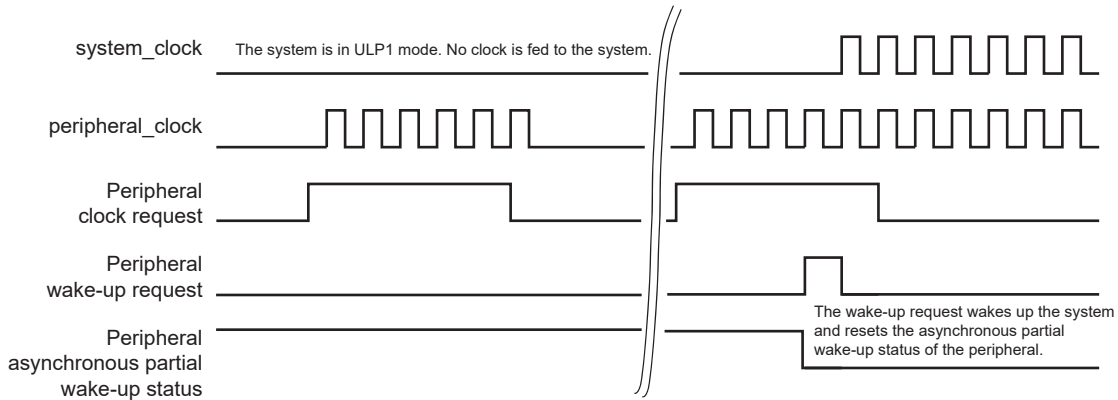 system_clock
The system is in ULP1 mode. No clock is fed to the system.
peripheral_clock
Peripheral
clock request
Peripheral
wake-up request
The wake-up request wakes up the system
and resets the asynchronous partial
wake-up status of the peripheral.
Peripheral
asynchronous partial
wake-up status